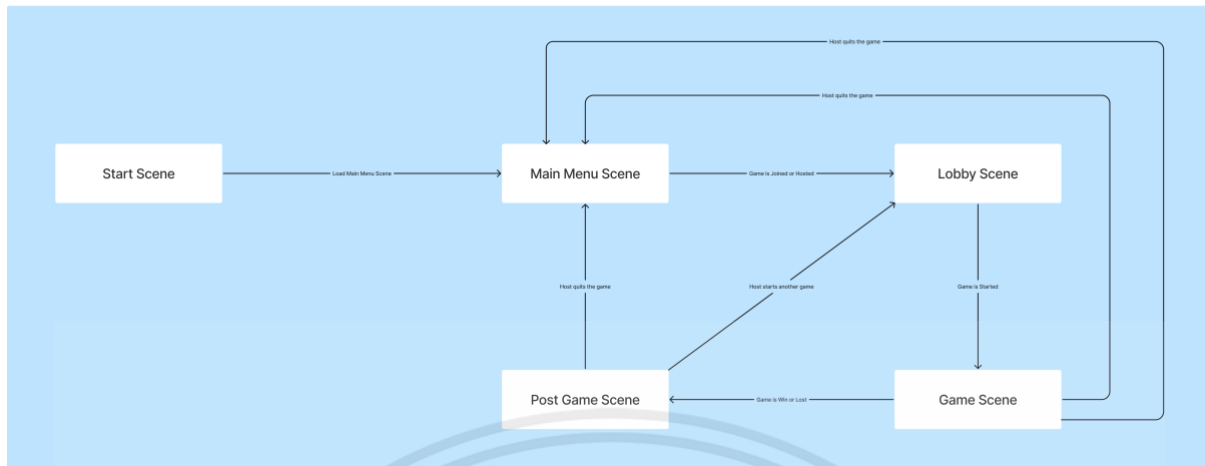 Host quits the game
Host quits the game
Start Scene
Load Main Menu Scene
Main Menu Scene
Game is Joined or Hosted
Lobby Scene
Host quits the game
Host starts another game
Game is Started
Post Game Scene
Game is Win or Lost
Game Scene